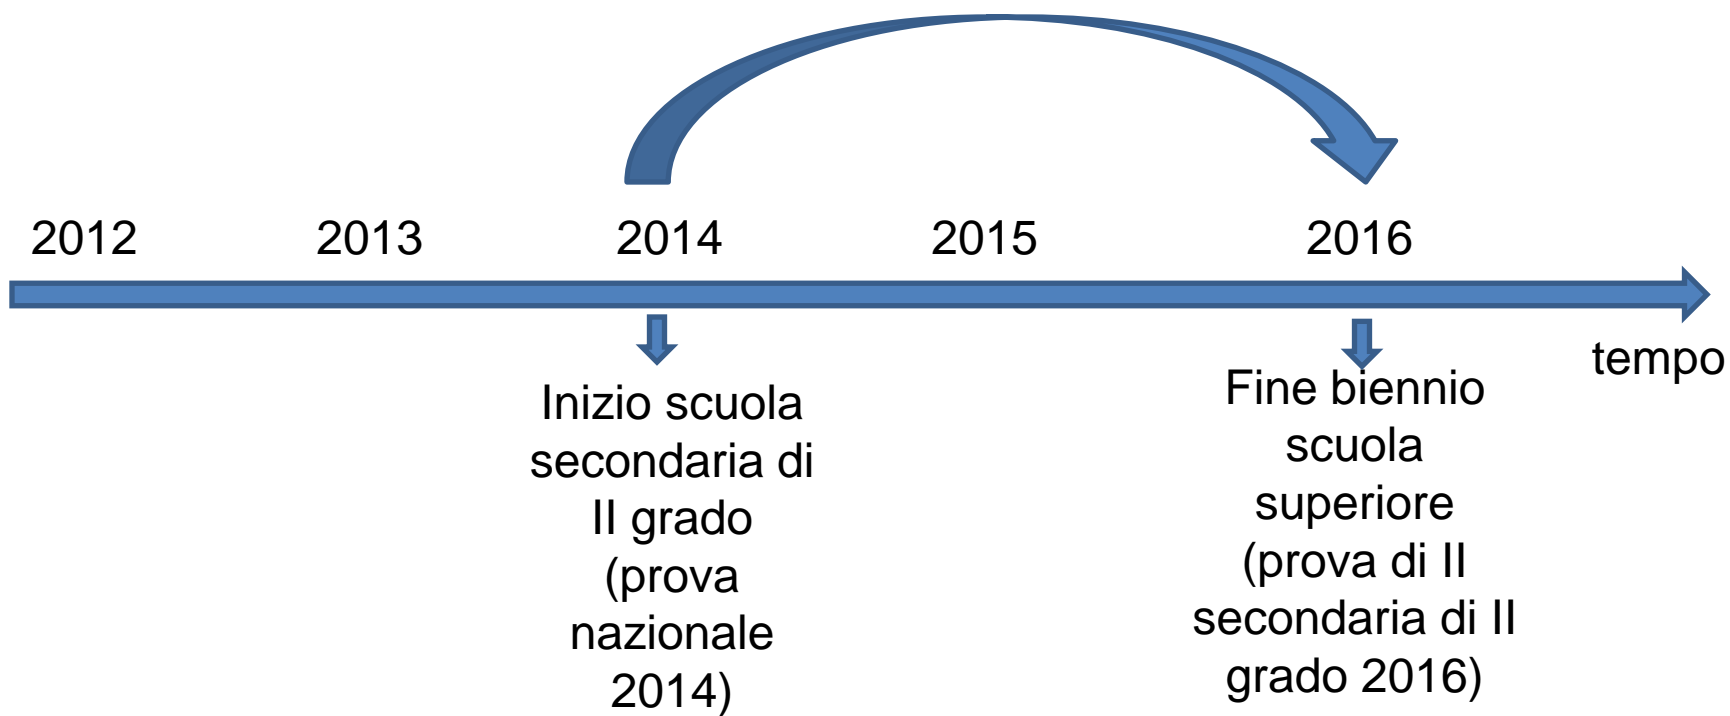 2012 2013 2014 2015 2016
tempo
Inizio scuola
secondaria di
II grado
(prova
nazionale
2014)
Fine biennio
scuola
superiore
(prova di II
secondaria di II
grado 2016)